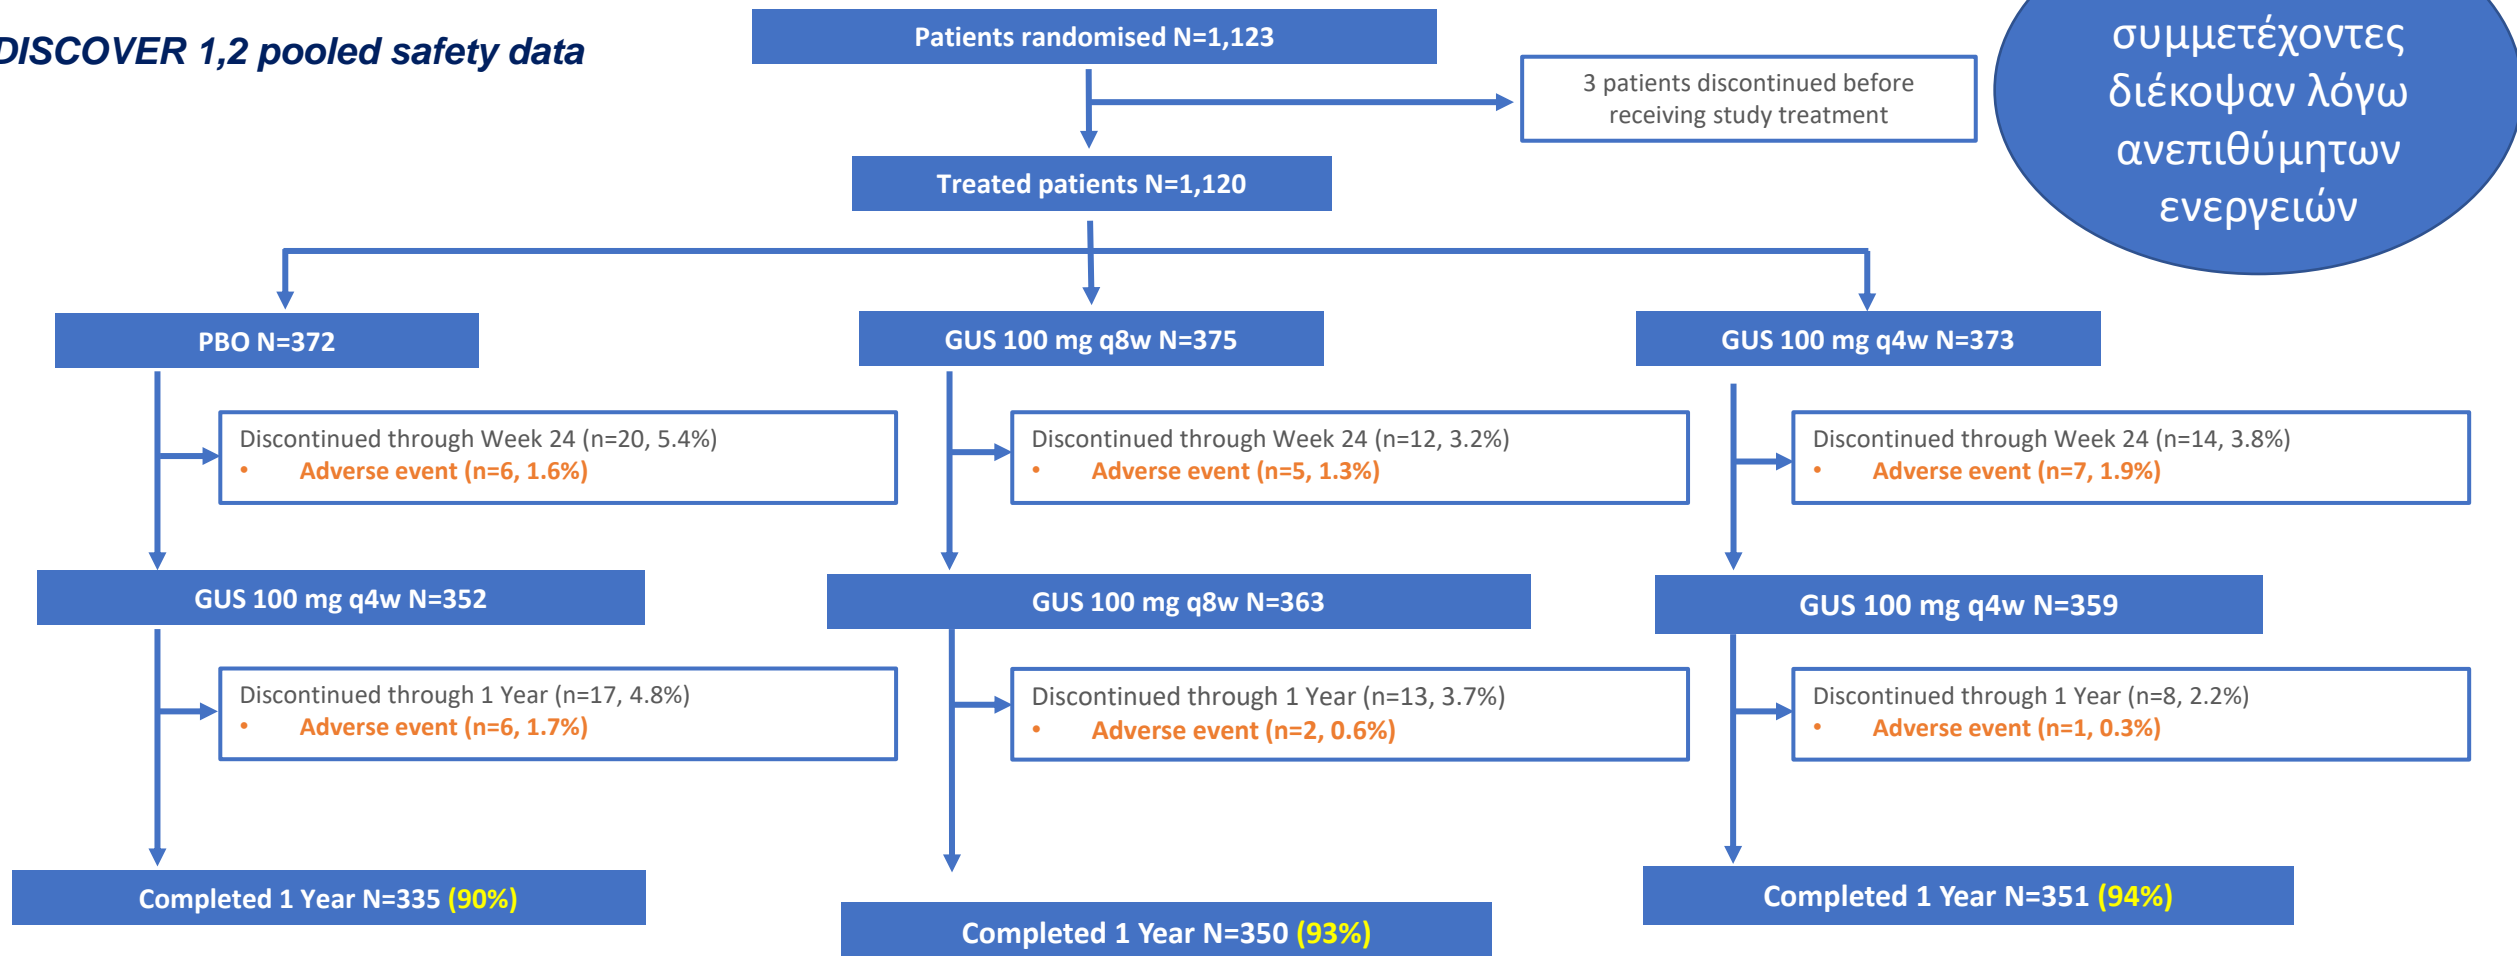 DISCOVER 1,2 pooled safety data
Patients randomised N=1,123
συμμετέχοντες
διέκοψαν λόγω
ανεπιθύμητων
ενεργειών
3 patients discontinued before
receiving study treatment
Treated patients N=1,120
PBO N=372
GUS 100 mg q8w N=375
GUS 100 mg q4w N=373
Discontinued through Week 24 (n=20, 5.4%)
• Adverse event (n=6, 1.6%)
Discontinued through Week 24 (n=12, 3.2%)
• Adverse event (n=5, 1.3%)
Discontinued through Week 24 (n=14, 3.8%)
• Adverse event (n=7, 1.9%)
GUS 100 mg q4w N=352
GUS 100 mg q8w N=363
GUS 100 mg q4w N=359
Discontinued through 1 Year (n=17, 4.8%)
• Adverse event (n=6, 1.7%)
Discontinued through 1 Year (n=13, 3.7%)
• Adverse event (n=2, 0.6%)
Discontinued through 1 Year (n=8, 2.2%)
• Adverse event (n=1, 0.3%)
Completed 1 Year N=335 (90%)
Completed 1 Year N=350 (93%)
Completed 1 Year N=351 (94%)